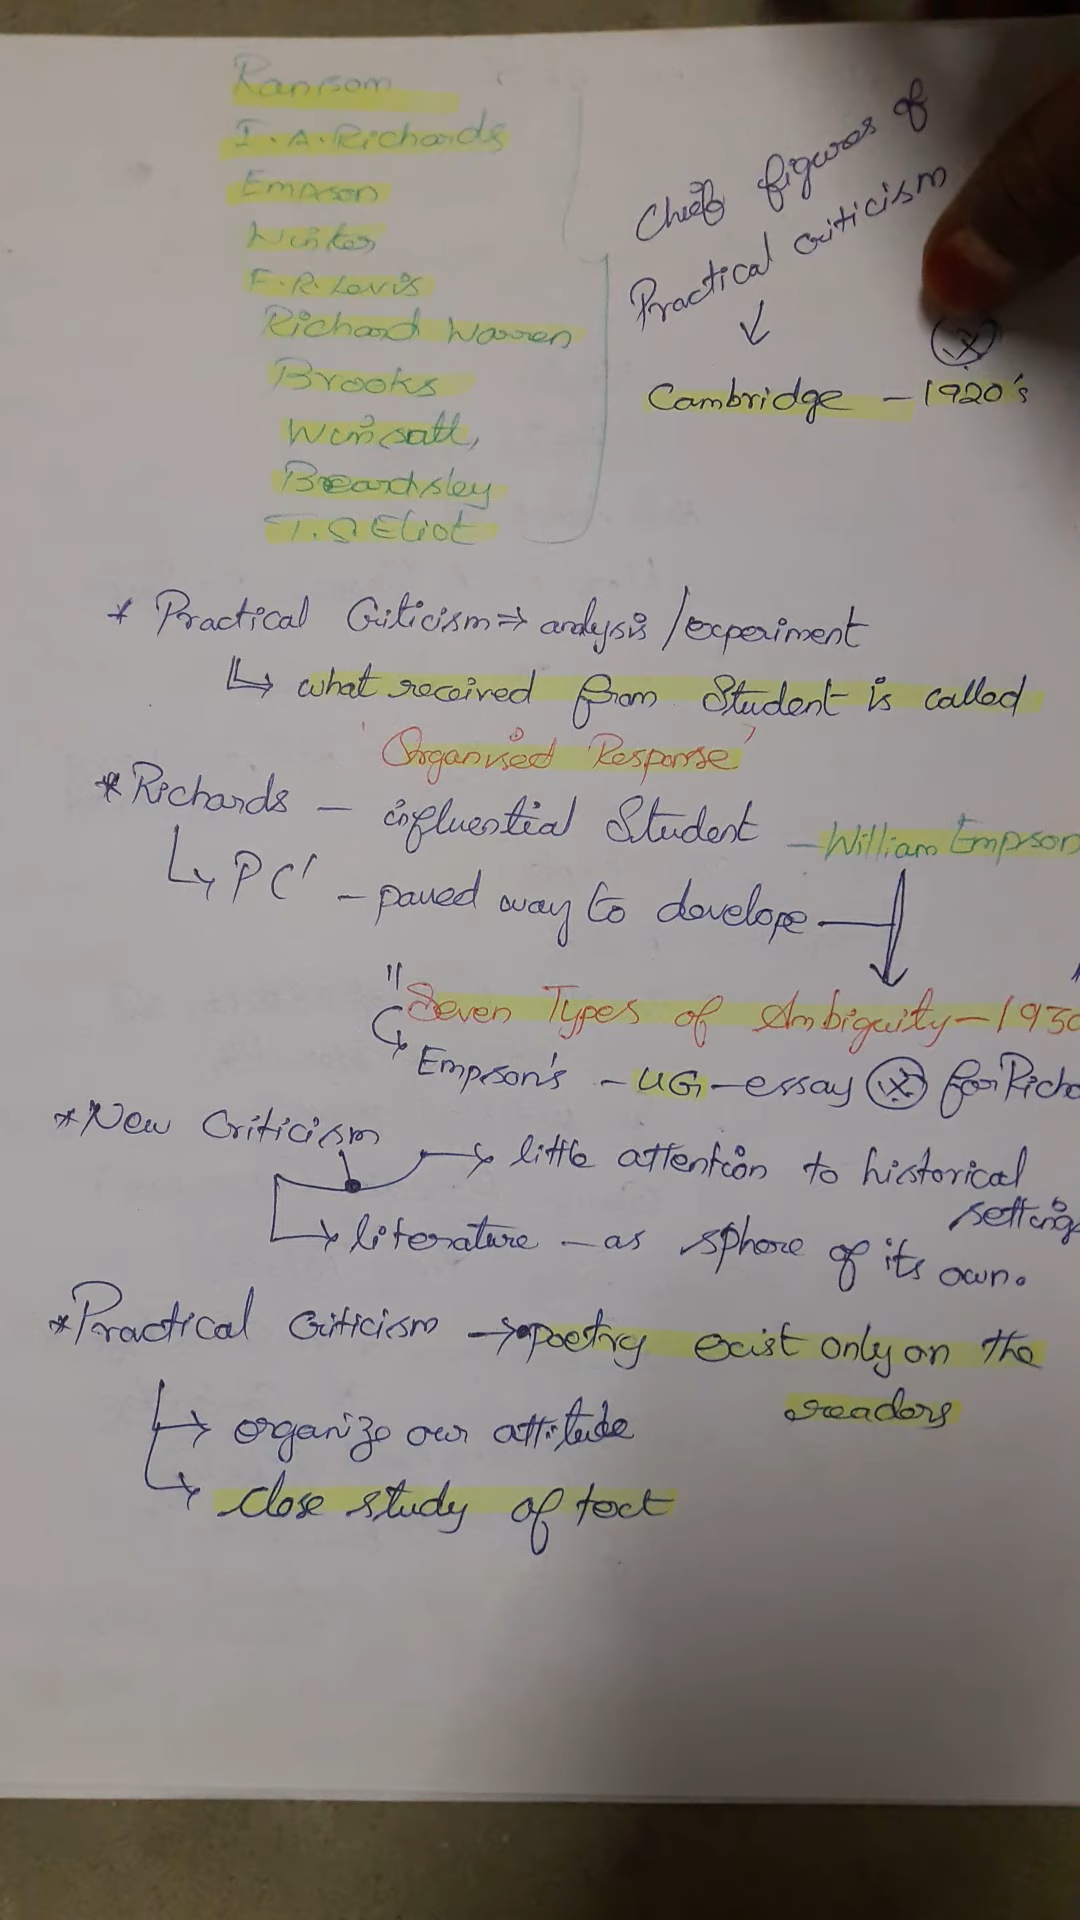 Ransom
I.A.Richards
Empson
Winter
F.R.Lavis
Richard Warren
Brooks
Wimsatt,
Beardsley
T.S Eliot
Chief figures of
Practical criticism
Cambridge - 1920's
* Practical Criticism ⇒ analysis / experiment
↳ what received from Student is called
'Organised Response'
* Richards - influential Student - William Empson
↳ PC' - paved way to develope
"Seven Types of Ambiguity - 193
Empson's - UG - essay for Richa
* New Criticism → little attention to historical
setting
→ literature - as sphere of its own.
* Practical Criticism → poetry exist only on the
readers
→ organize our attitude
→ Close study of text